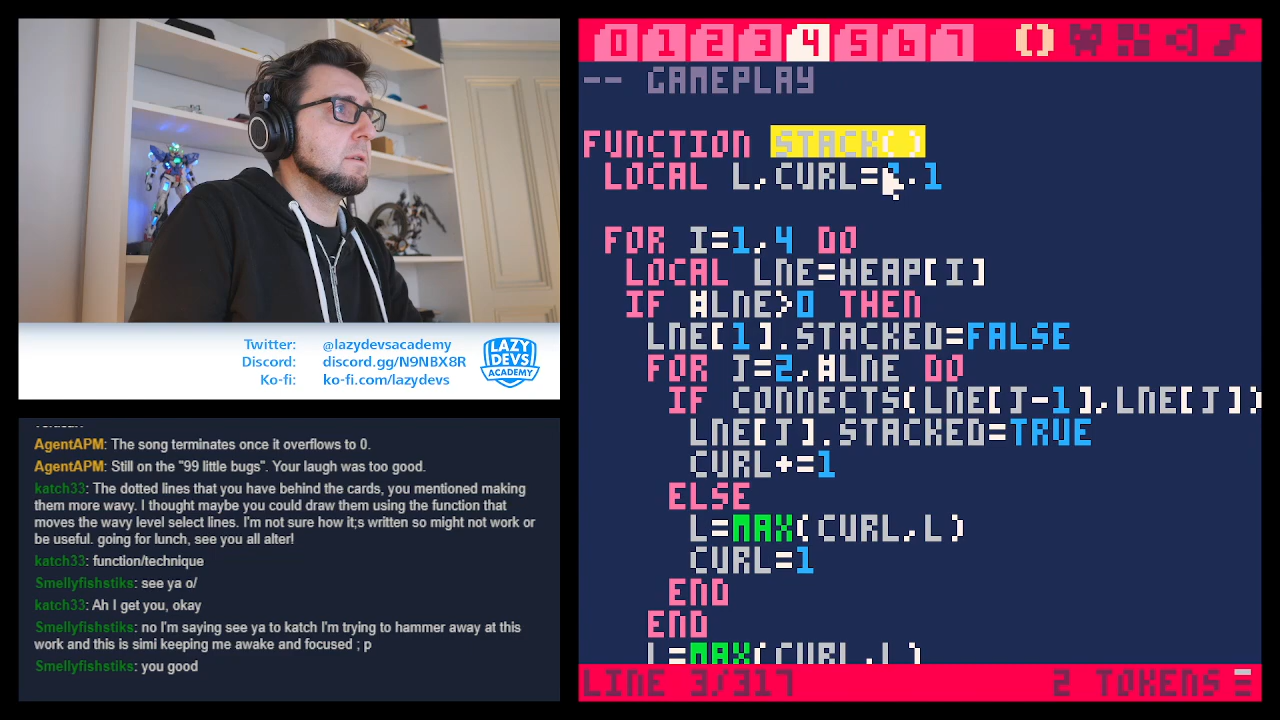 Twitter: @lazydevsacademy
Discord: discord.gg/N9NBX8R
Ko-fi: ko-fi.com/lazydevs
LAZY
DEVS
ACADEMY
AgentAPM: The song terminates once it overflows to 0.
AgentAPM: Still on the "99 little bugs". Your laugh was too good.
katch33: The dotted lines that you have behind the cards, you mentioned making
them more wavy. I thought maybe you could draw them using the function that
moves the wavy level select lines. I'm not sure how it;s written so might not work or
be useful. going for lunch, see you all alter!
katch33: function/technique
Smellyfishstiks: see ya o/
katch33: Ah I get you, okay
Smellyfishstiks: no I'm saying see ya to katch I'm trying to hammer away at this
work and this is simi keeping me awake and focused ; p
Smellyfishstiks: you good
0 1 2 3 4 5 6 7 ()
-- GAMEPLAY
FUNCTION STACK()
LOCAL L,CURL= ,1
FOR I=1,4 DO
LOCAL LNE=HEAP[I]
IF #LNE>0 THEN
LNE[1].STACKED=FALSE
FOR J=2,#LNE DO
IF CONNECTS(LNE[J-1],LNE[J])
LNE[J].STACKED=TRUE
CURL+=1
ELSE
L=MAX(CURL,L)
CURL=1
END
END
L=MAX(CURL,L)
LINE 3/317
2 TOKENS